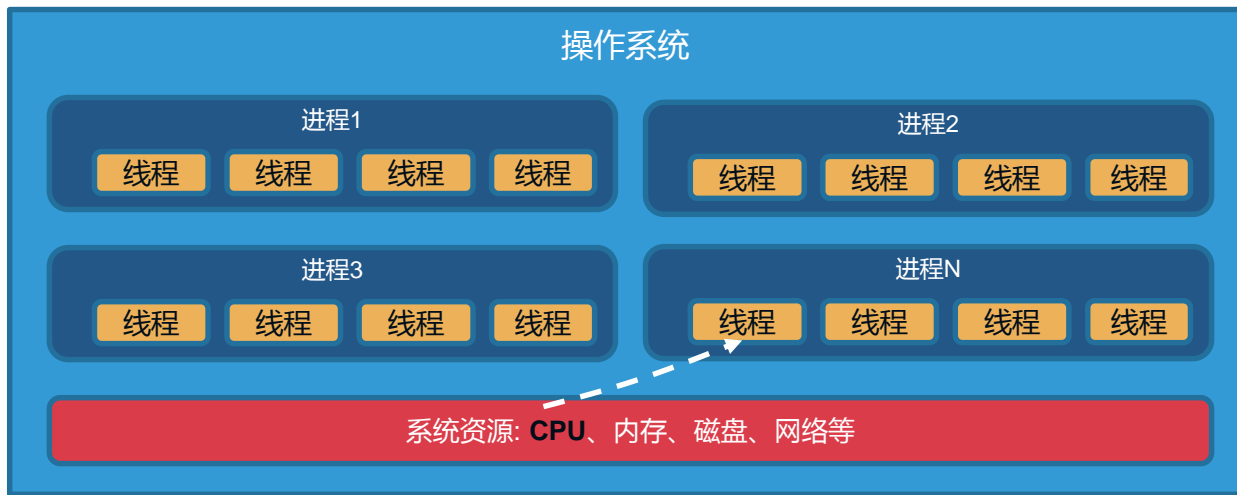 操作系统
进程1
线程 线程 线程 线程
进程2
线程 线程 线程 线程
进程3
线程 线程 线程 线程
进程N
线程 线程 线程 线程
系统资源: CPU、内存、磁盘、网络等